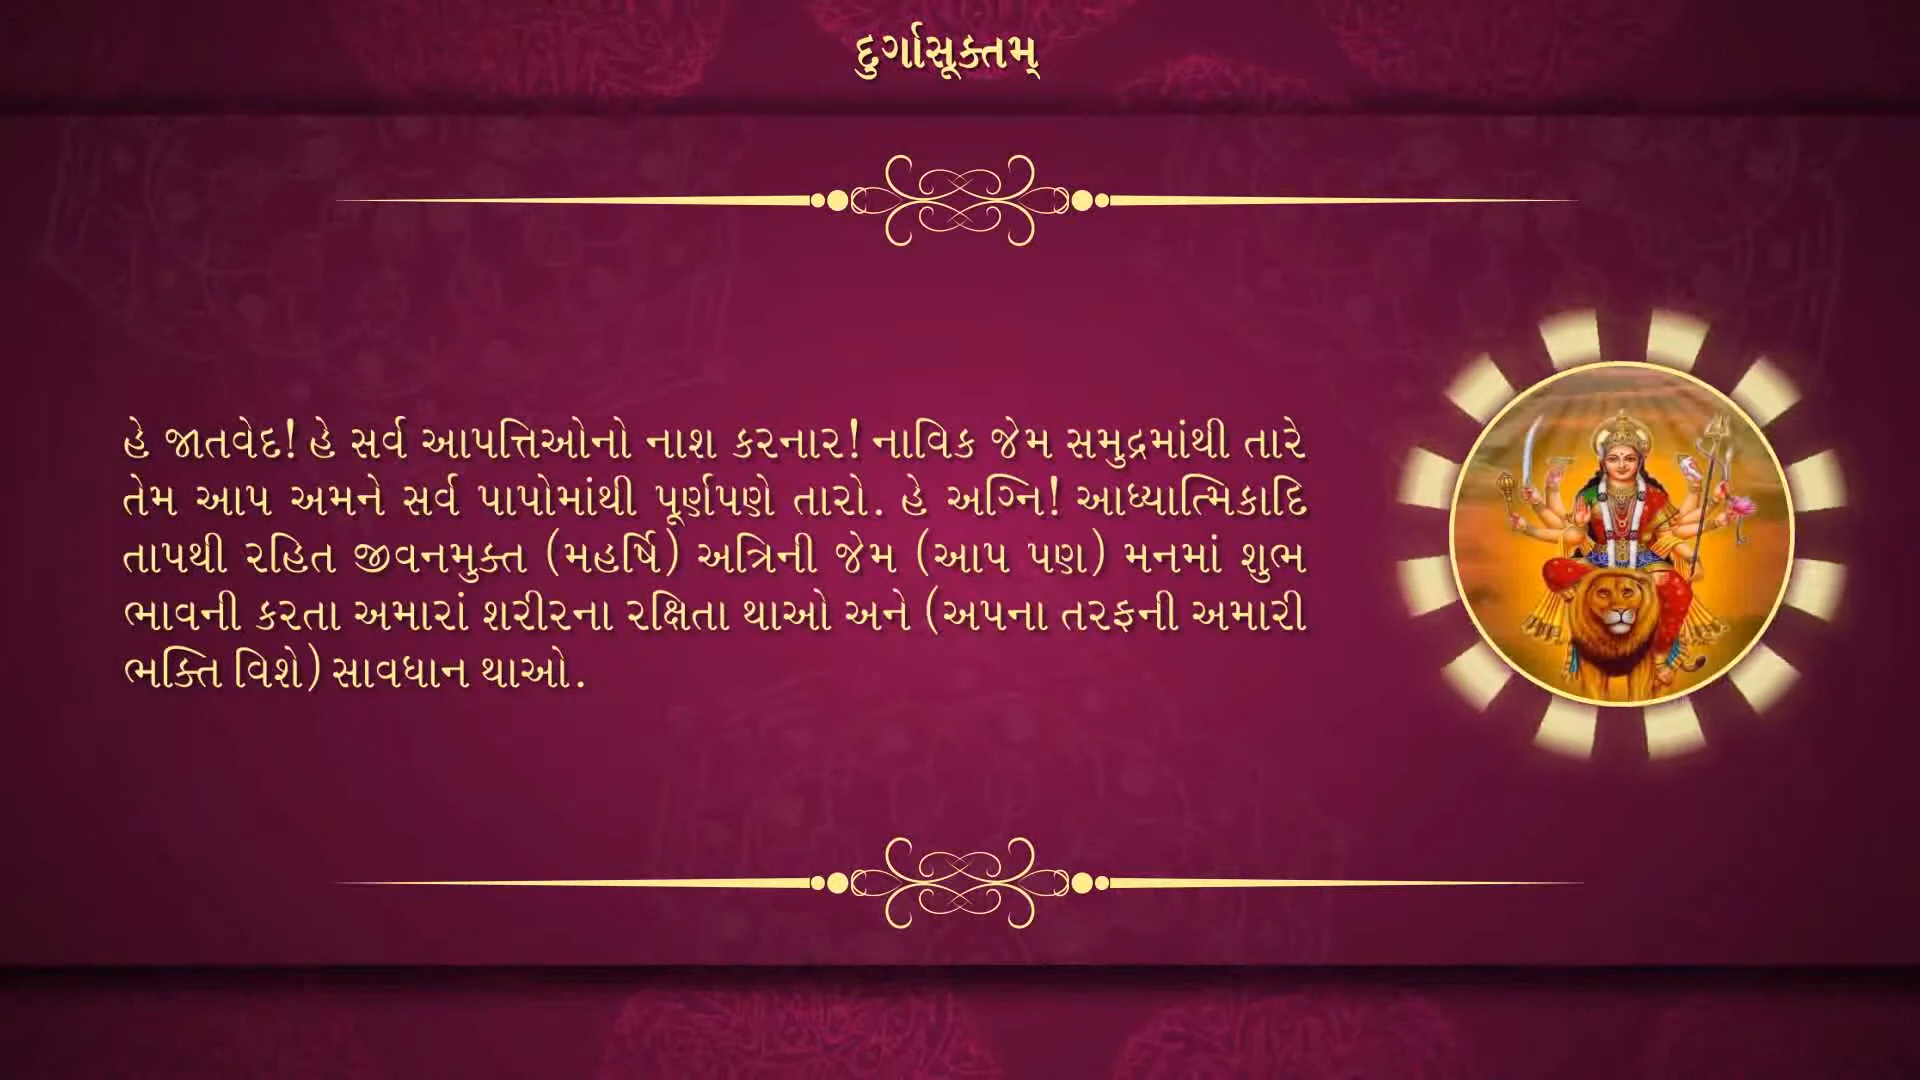 દુર્ગાસૂક્તમ્
હે જાતવેદ! હે સર્વ આપત્તિઓનો નાશ કરનાર! નાવિક જેમ સમુદ્રમાંથી તારે
તેમ આપ અમને સર્વ પાપોમાંથી પૂર્ણપણે તારો. હે અગ્નિ! આધ્યાત્મિકાદિ
તાપથી રહિત જીવનમુક્ત (મહર્ષિ) અત્રિની જેમ (આપ પણ) મનમાં શુભ
ભાવની કરતા અમારાં શરીરના રક્ષિતા થાઓ અને (અપના તરફની અમારી
ભક્તિ વિશે) સાવધાન થાઓ.